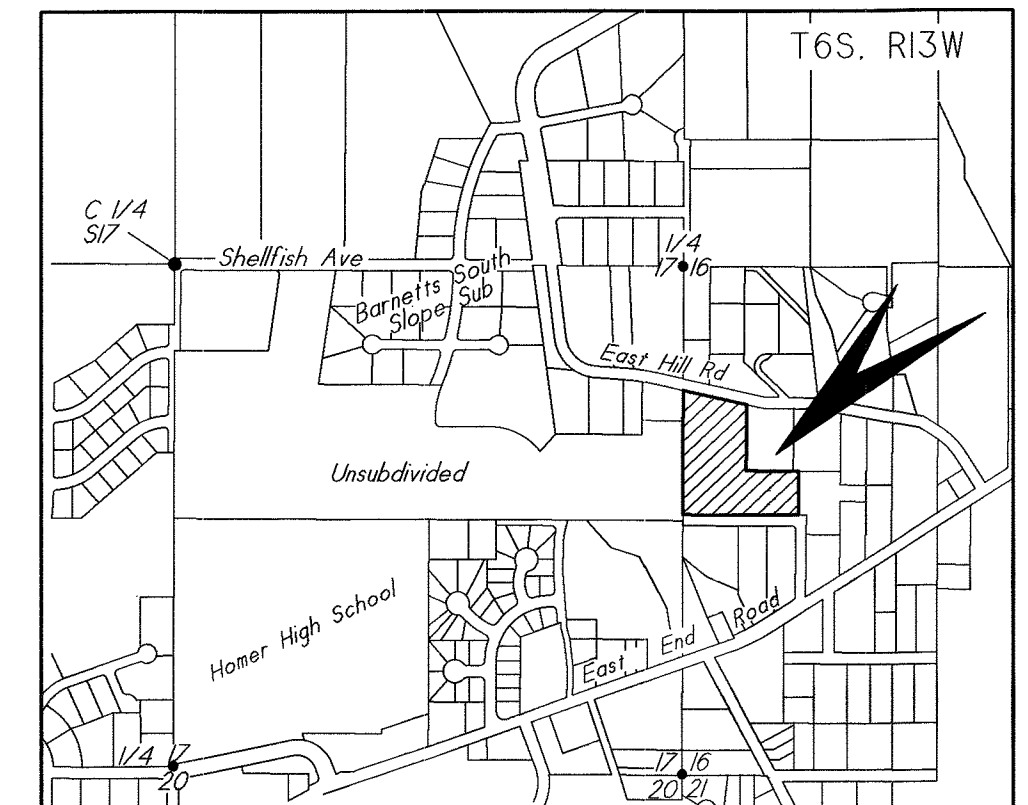 T6S, R13W
C 1/4
S17
Shellfish Ave
Barnetts South
Slope Sub
1/4
17 16
East Hill Rd
Unsubdivided
Homer High School
East End Road
1/4 17
20
17 16
20 21